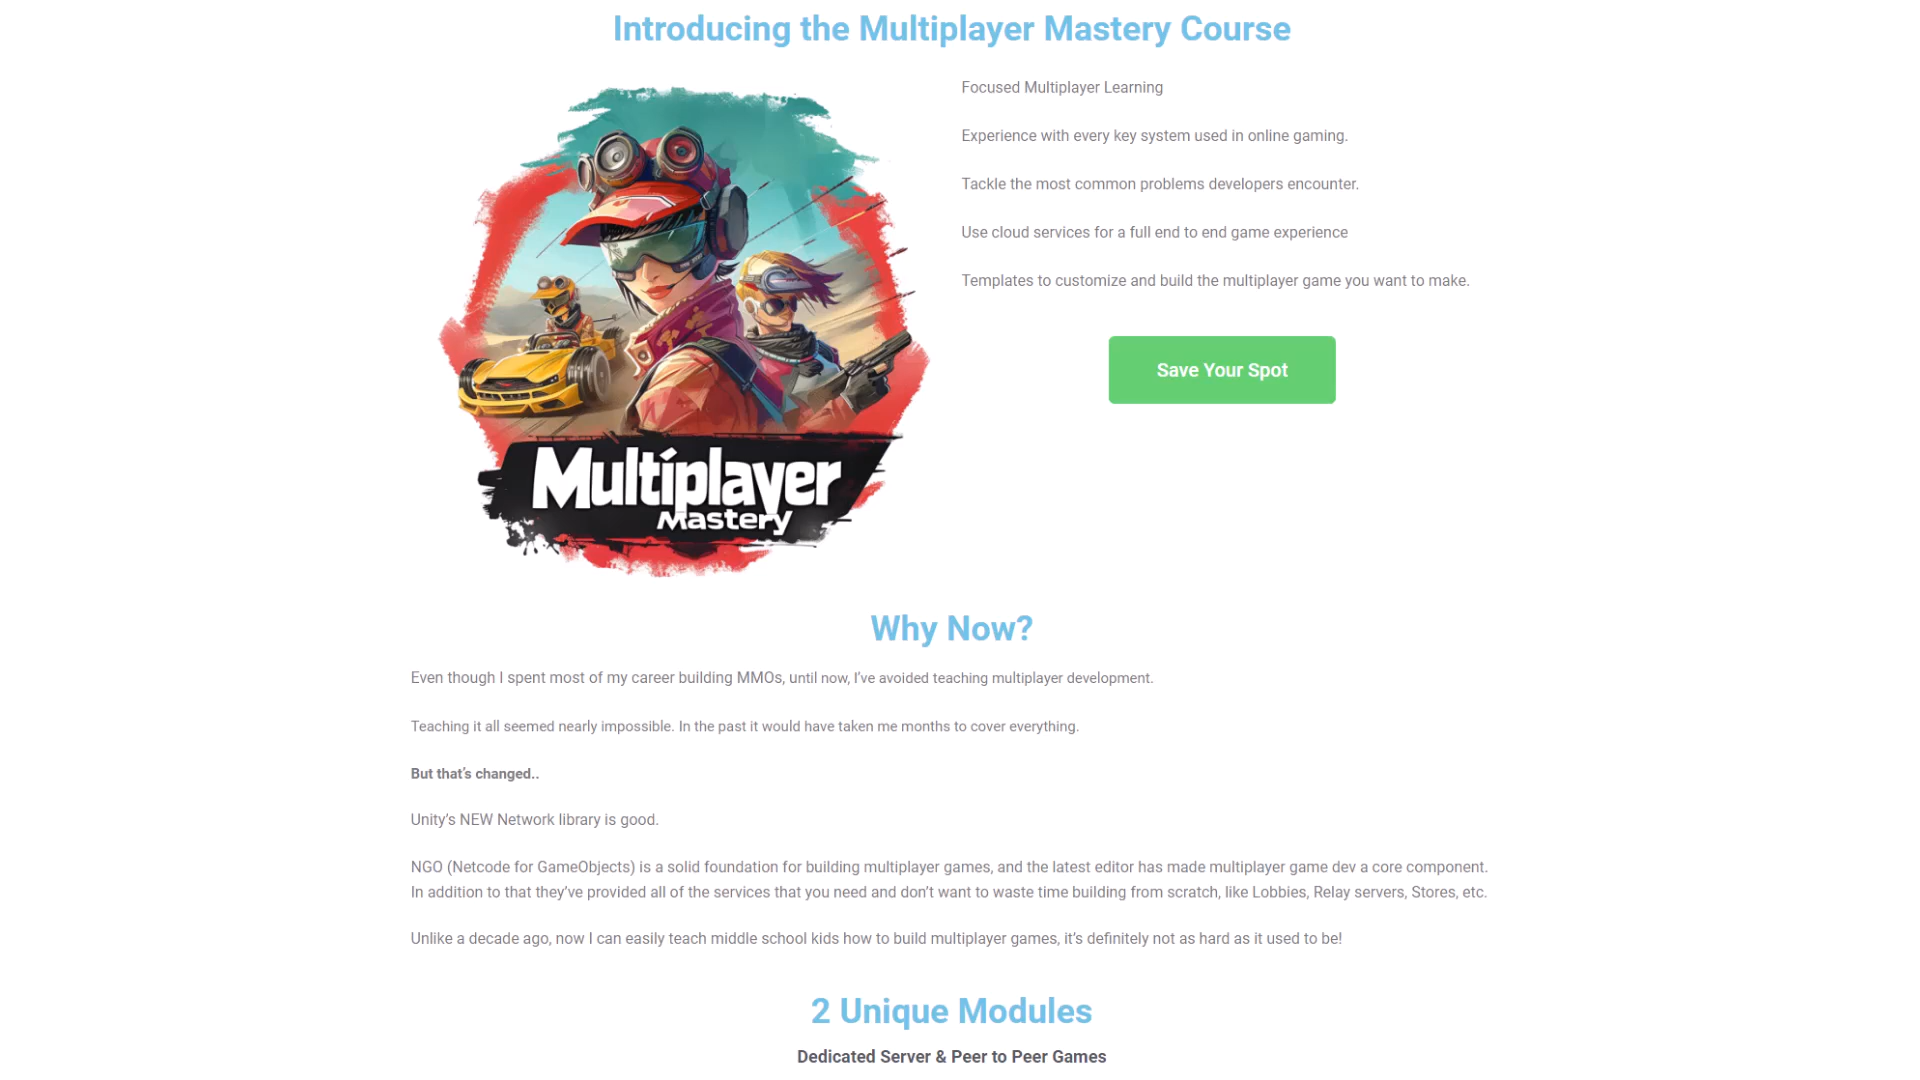 Introducing the Multiplayer Mastery Course
Focused Multiplayer Learning
Experience with every key system used in online gaming.
Tackle the most common problems developers encounter.
Use cloud services for a full end to end game experience
Templates to customize and build the multiplayer game you want to make.
Save Your Spot
Multiplayer
Mastery
Why Now?
Even though I spent most of my career building MMOs, until now, I’ve avoided teaching multiplayer development.
Teaching it all seemed nearly impossible. In the past it would have taken me months to cover everything.
But that’s changed..
Unity’s NEW Network library is good.
NGO (Netcode for GameObjects) is a solid foundation for building multiplayer games, and the latest editor has made multiplayer game dev a core component.
In addition to that they’ve provided all of the services that you need and don’t want to waste time building from scratch, like Lobbies, Relay servers, Stores, etc.
Unlike a decade ago, now I can easily teach middle school kids how to build multiplayer games, it’s definitely not as hard as it used to be!
2 Unique Modules
Dedicated Server & Peer to Peer Games